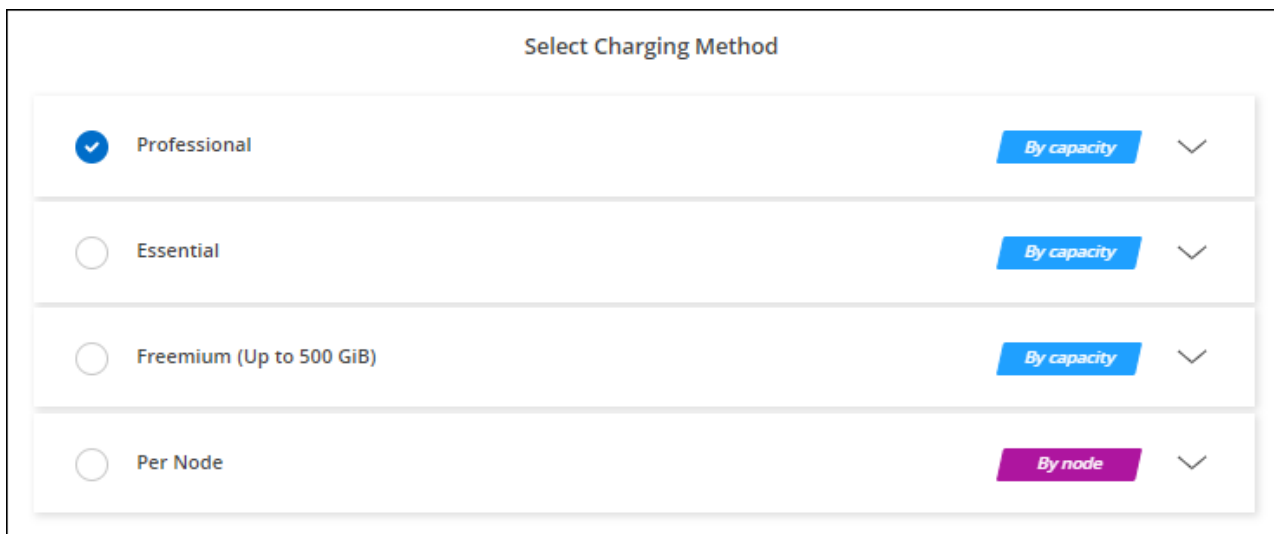 Select Charging Method
Professional By capacity
Essential By capacity
Freemium (Up to 500 GiB) By capacity
Per Node By node